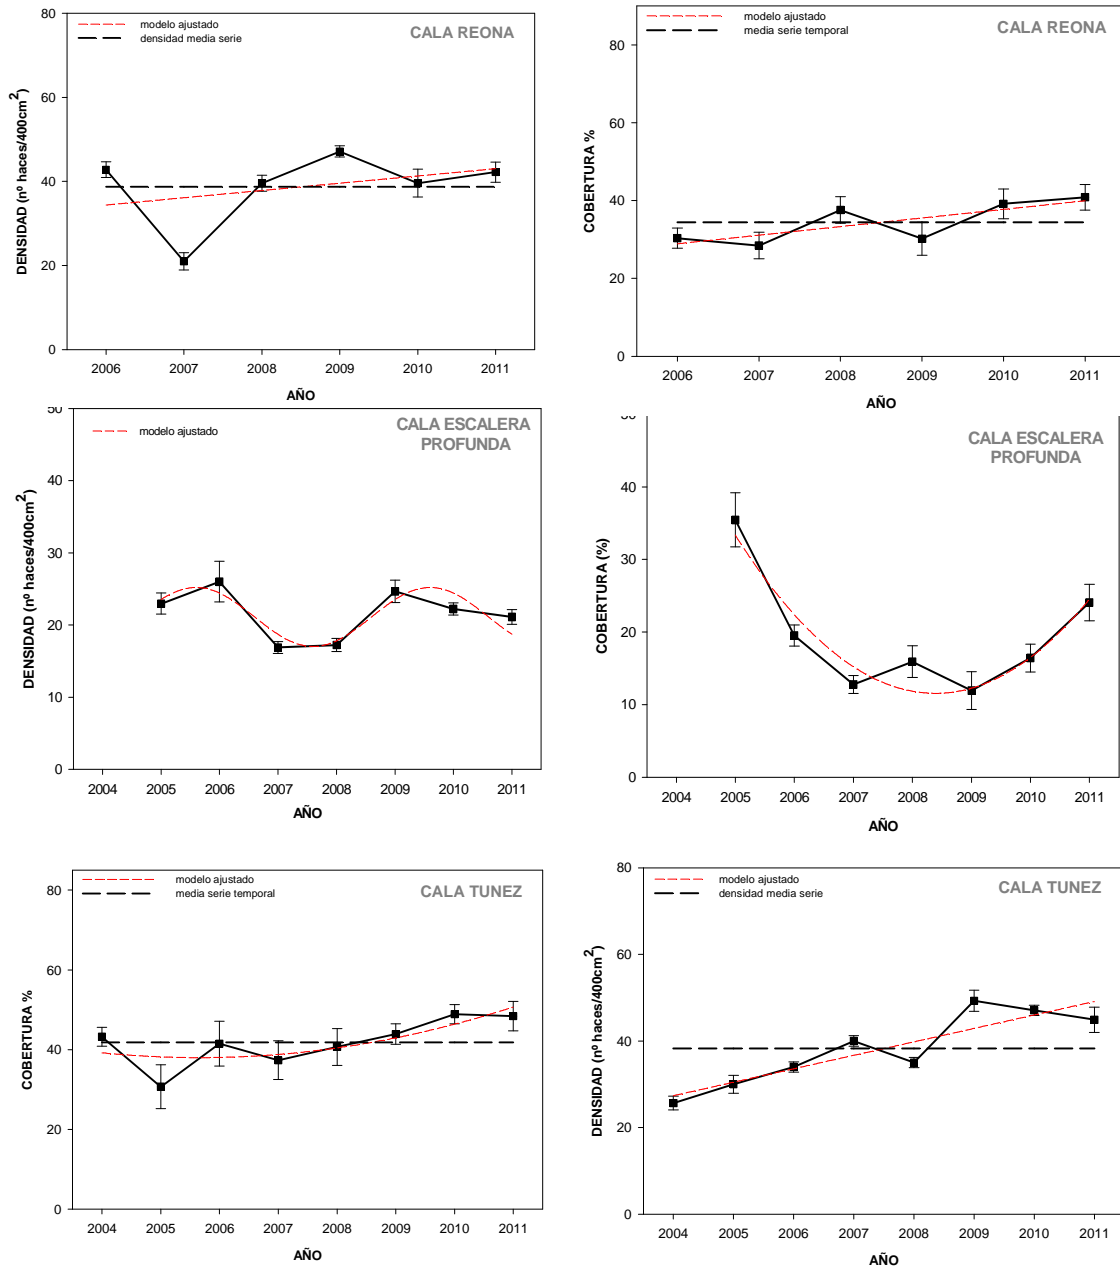 80
60
40
20
0
DENSIDAD (nº haces/400cm²)
modelo ajustado
densidad media serie
CALA REONA
2006 2007 2008 2009 2010 2011
AÑO
80
60
40
20
0
COBERTURA %
modelo ajustado
media serie temporal
CALA REONA
2006 2007 2008 2009 2010 2011
AÑO
50
40
30
20
10
0
DENSIDAD (nº haces/400cm²)
modelo ajustado
CALA ESCALERA
PROFUNDA
2004 2005 2006 2007 2008 2009 2010 2011
AÑO
50
40
30
20
10
0
COBERTURA (%)
CALA ESCALERA
PROFUNDA
2004 2005 2006 2007 2008 2009 2010 2011
AÑO
80
60
40
20
0
COBERTURA %
modelo ajustado
media serie temporal
CALA TUNEZ
2004 2005 2006 2007 2008 2009 2010 2011
AÑO
80
60
40
20
0
DENSIDAD (nº haces/400cm²)
modelo ajustado
densidad media serie
CALA TUNEZ
2004 2005 2006 2007 2008 2009 2010 2011
AÑO